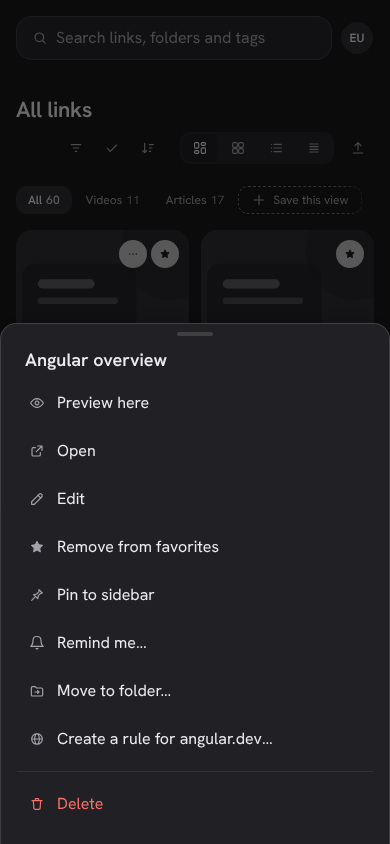 Search links, folders and tags
EU
All links
All 60
Videos 11
Articles 17
Save this view
Angular overview
Preview here
Open
Edit
Remove from favorites
Pin to sidebar
Remind me...
Move to folder...
Create a rule for angular.dev...
Delete